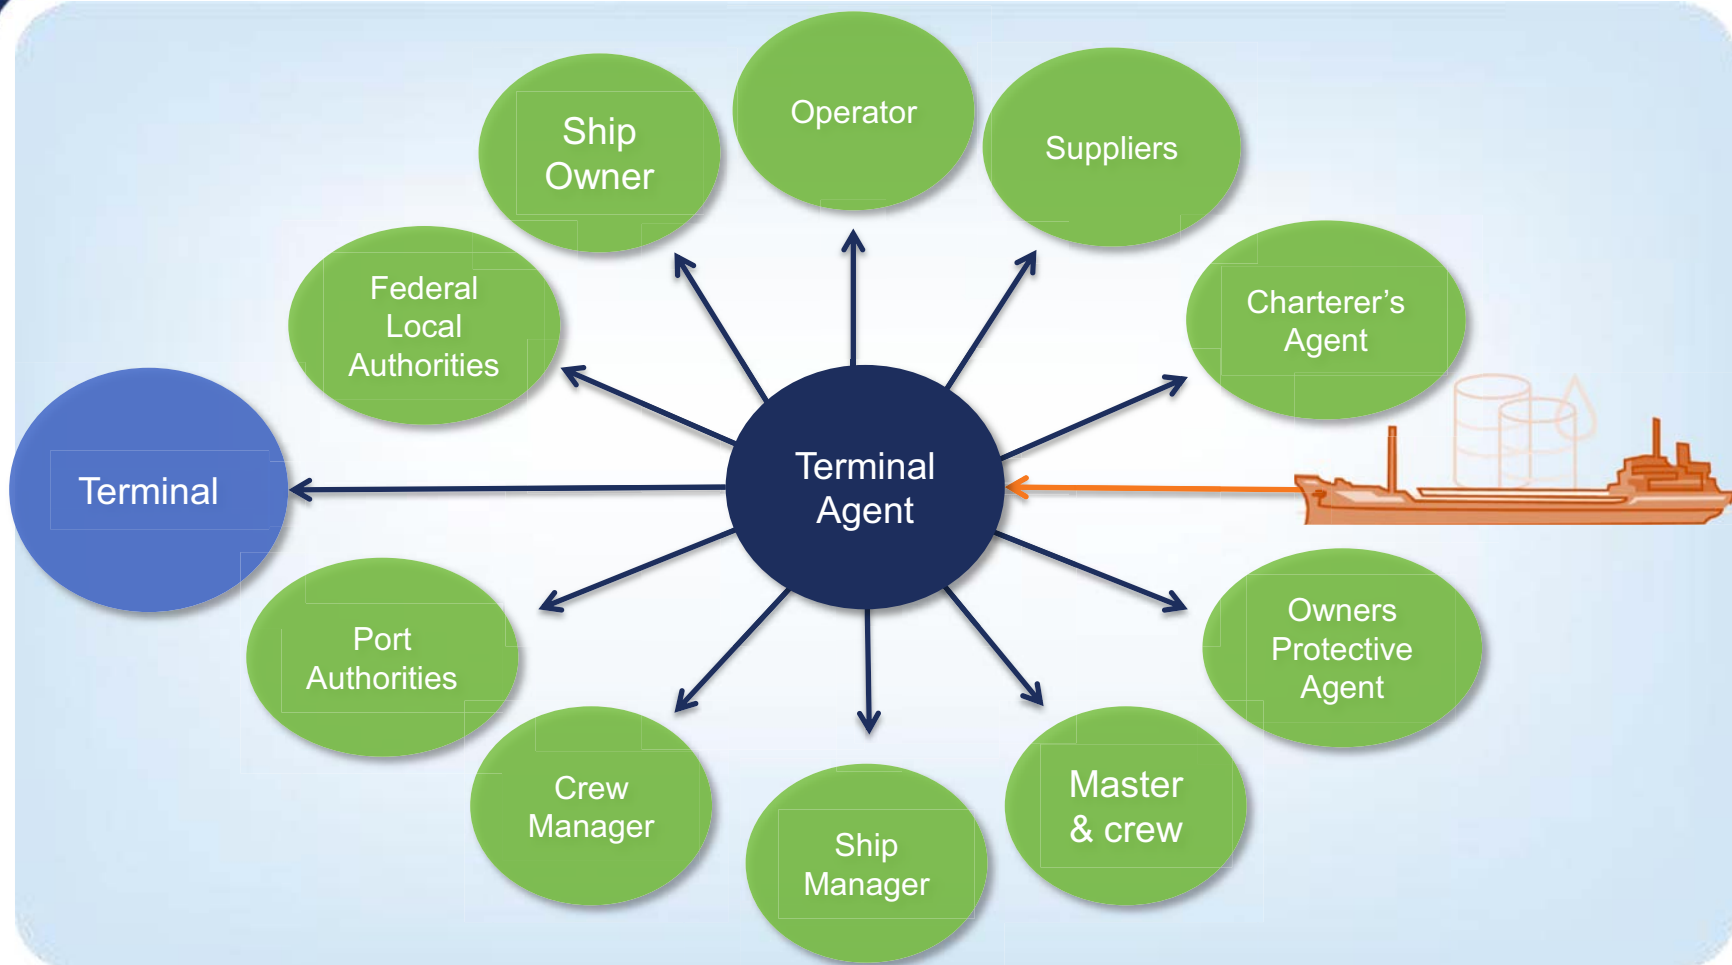 Operator
Ship
Owner
Suppliers
Federal
Local
Authorities
Charterer’s
Agent
Terminal
Terminal
Agent
Port
Authorities
Owners
Protective
Agent
Crew
Manager
Master
& crew
Ship
Manager